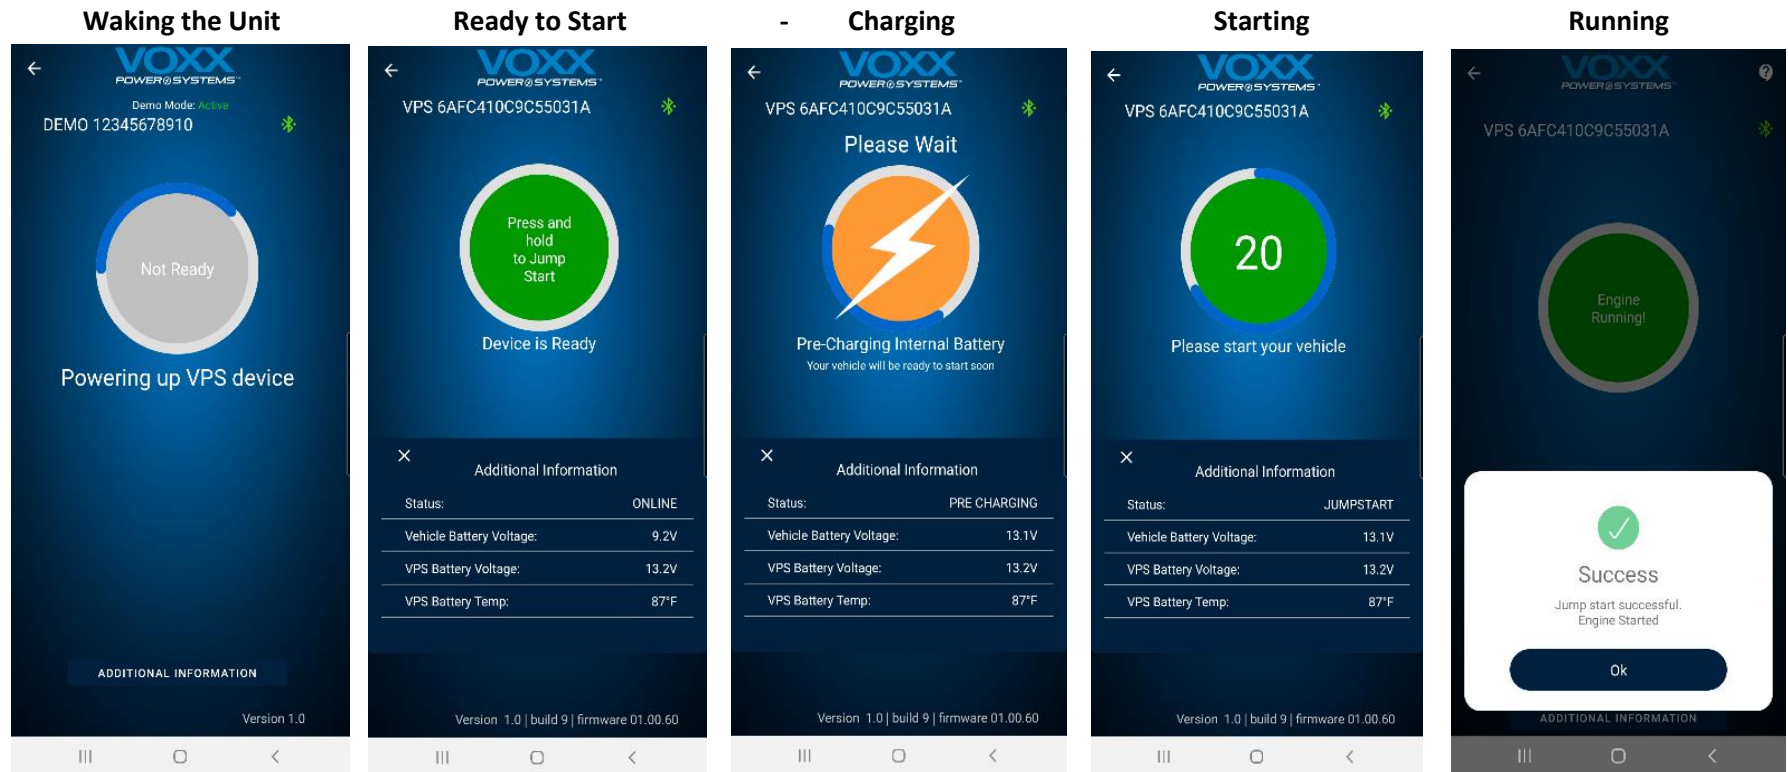 Waking the Unit
Ready to Start
- Charging
Starting
Running
VOXX
POWER SYSTEMS™
Demo Mode: Active
DEMO 12345678910
Not Ready
Powering up VPS device
ADDITIONAL INFORMATION
Version 1.0
VOXX
POWER SYSTEMS™
VPS 6AFC410C9C55031A
Press and
hold
to Jump
Start
Device is Ready
Additional Information
Status: ONLINE
Vehicle Battery Voltage: 9.2V
VPS Battery Voltage: 13.2V
VPS Battery Temp: 87°F
Version 1.0 | build 9 | firmware 01.00.60
VOXX
POWER SYSTEMS™
VPS 6AFC410C9C55031A
Please Wait
Pre-Charging Internal Battery
Your vehicle will be ready to start soon
Additional Information
Status: PRE CHARGING
Vehicle Battery Voltage: 13.1V
VPS Battery Voltage: 13.2V
VPS Battery Temp: 87°F
Version 1.0 | build 9 | firmware 01.00.60
VOXX
POWER SYSTEMS™
VPS 6AFC410C9C55031A
20
Please start your vehicle
Additional Information
Status: JUMPSTART
Vehicle Battery Voltage: 13.1V
VPS Battery Voltage: 13.2V
VPS Battery Temp: 87°F
Version 1.0 | build 9 | firmware 01.00.60
VOXX
POWER SYSTEMS™
VPS 6AFC410C9C55031A
Engine
Running!
Success
Jump start successful.
Engine Started
Ok
ADDITIONAL INFORMATION